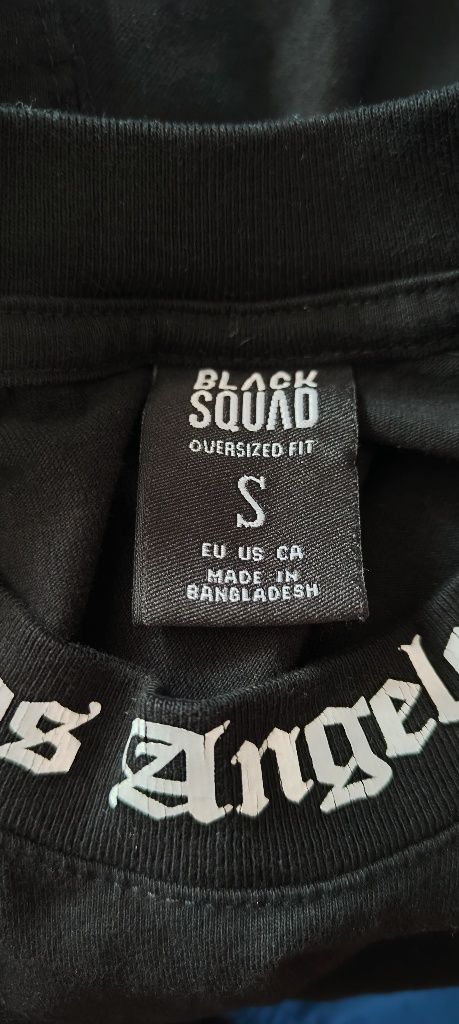 BLACK
SQUAD
OVERSIZED FIT
S
EU US CA
MADE IN
BANGLADESH
Angel